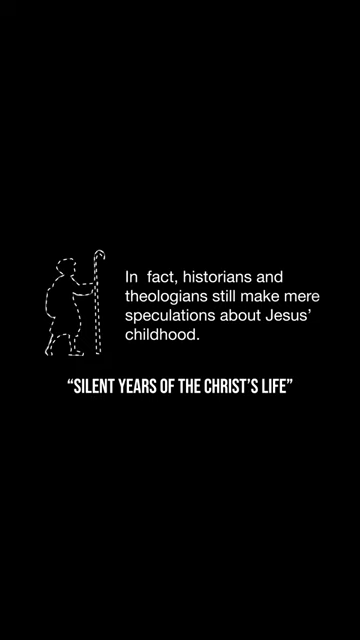 In  fact, historians and
theologians still make mere
speculations about Jesus’
childhood.
“SILENT YEARS OF THE CHRIST’S LIFE”